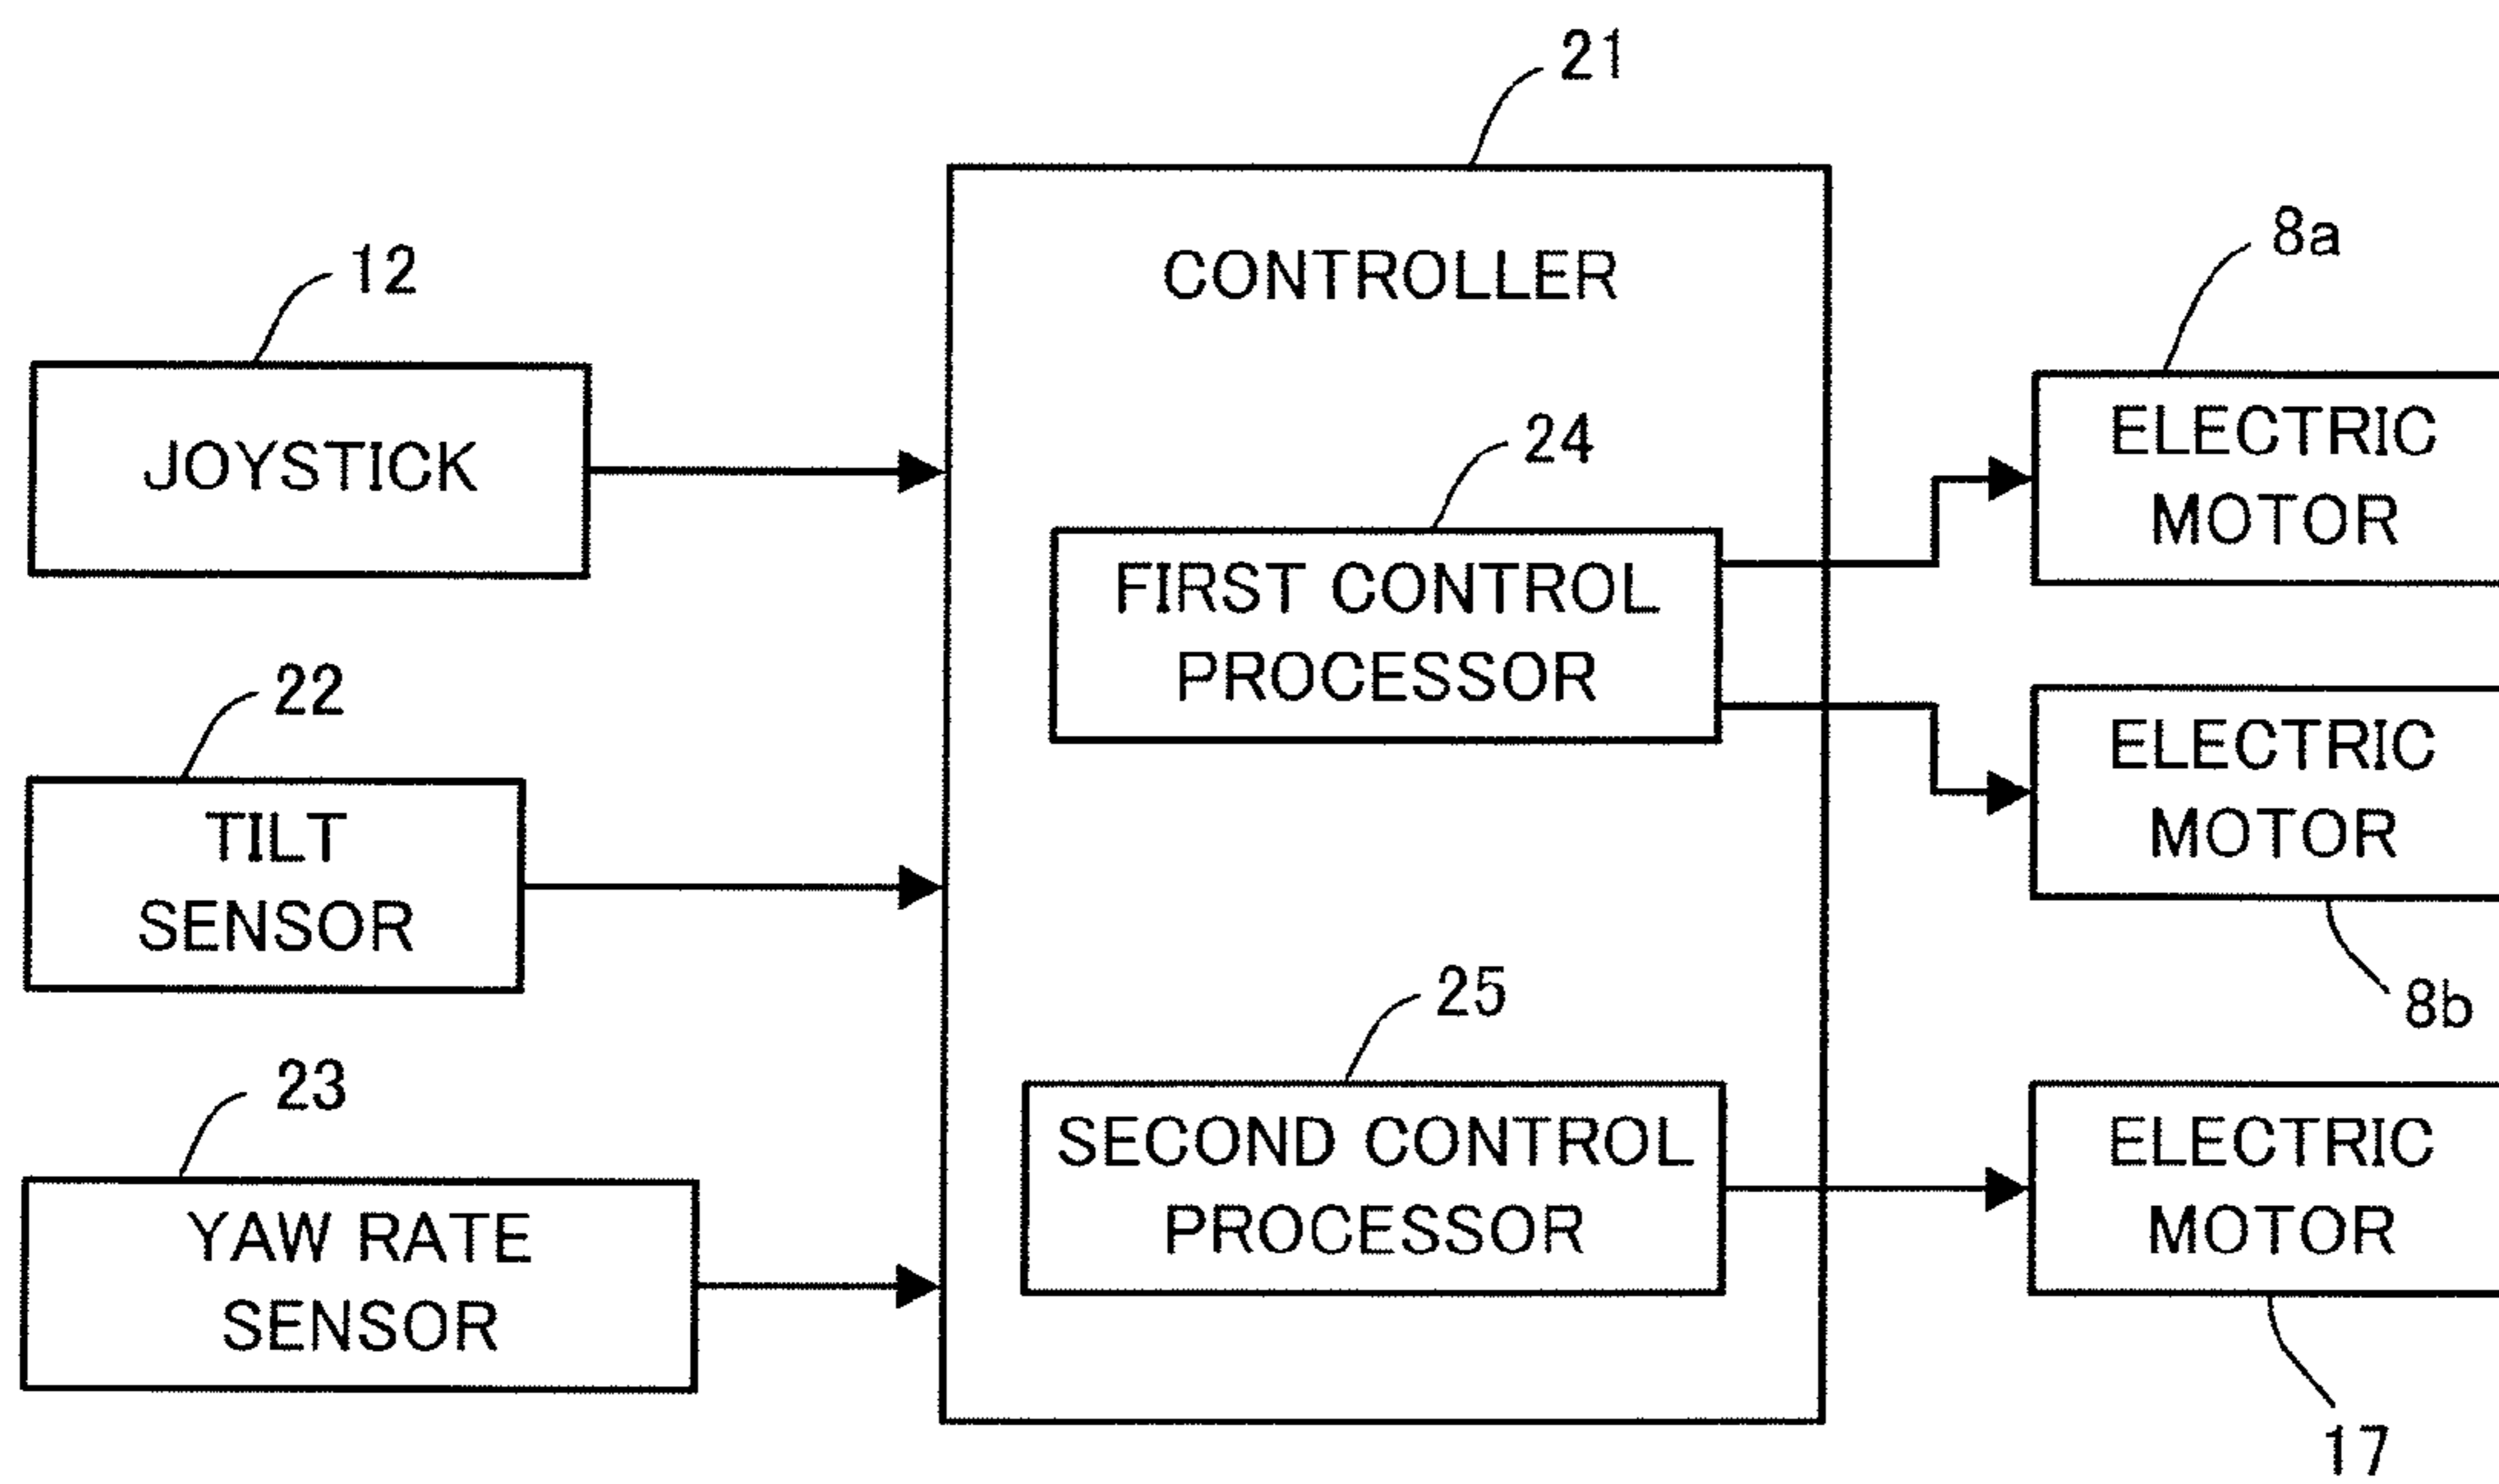 21
CONTROLLER
12
JOYSTICK
22
TILT
SENSOR
23
YAW RATE
SENSOR
24
FIRST CONTROL
PROCESSOR
25
SECOND CONTROL
PROCESSOR
8a
ELECTRIC
MOTOR
ELECTRIC
MOTOR
8b
ELECTRIC
MOTOR
17